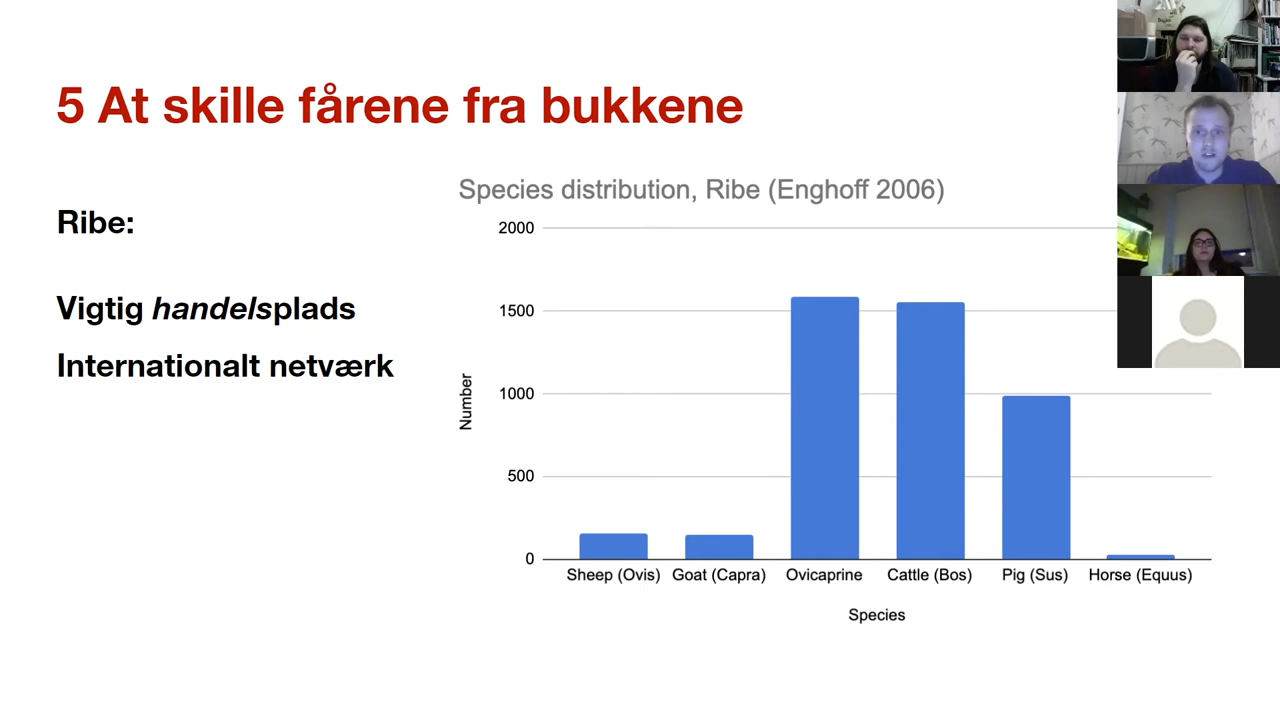 5 At skille fårene fra bukkene
Ribe:
Vigtig handelsplads
Internationalt netværk
Species distribution, Ribe (Enghoff 2006)
2000
1500
1000
500
0
Number
Sheep (Ovis) Goat (Capra) Ovicaprine Cattle (Bos) Pig (Sus) Horse (Equus)
Species